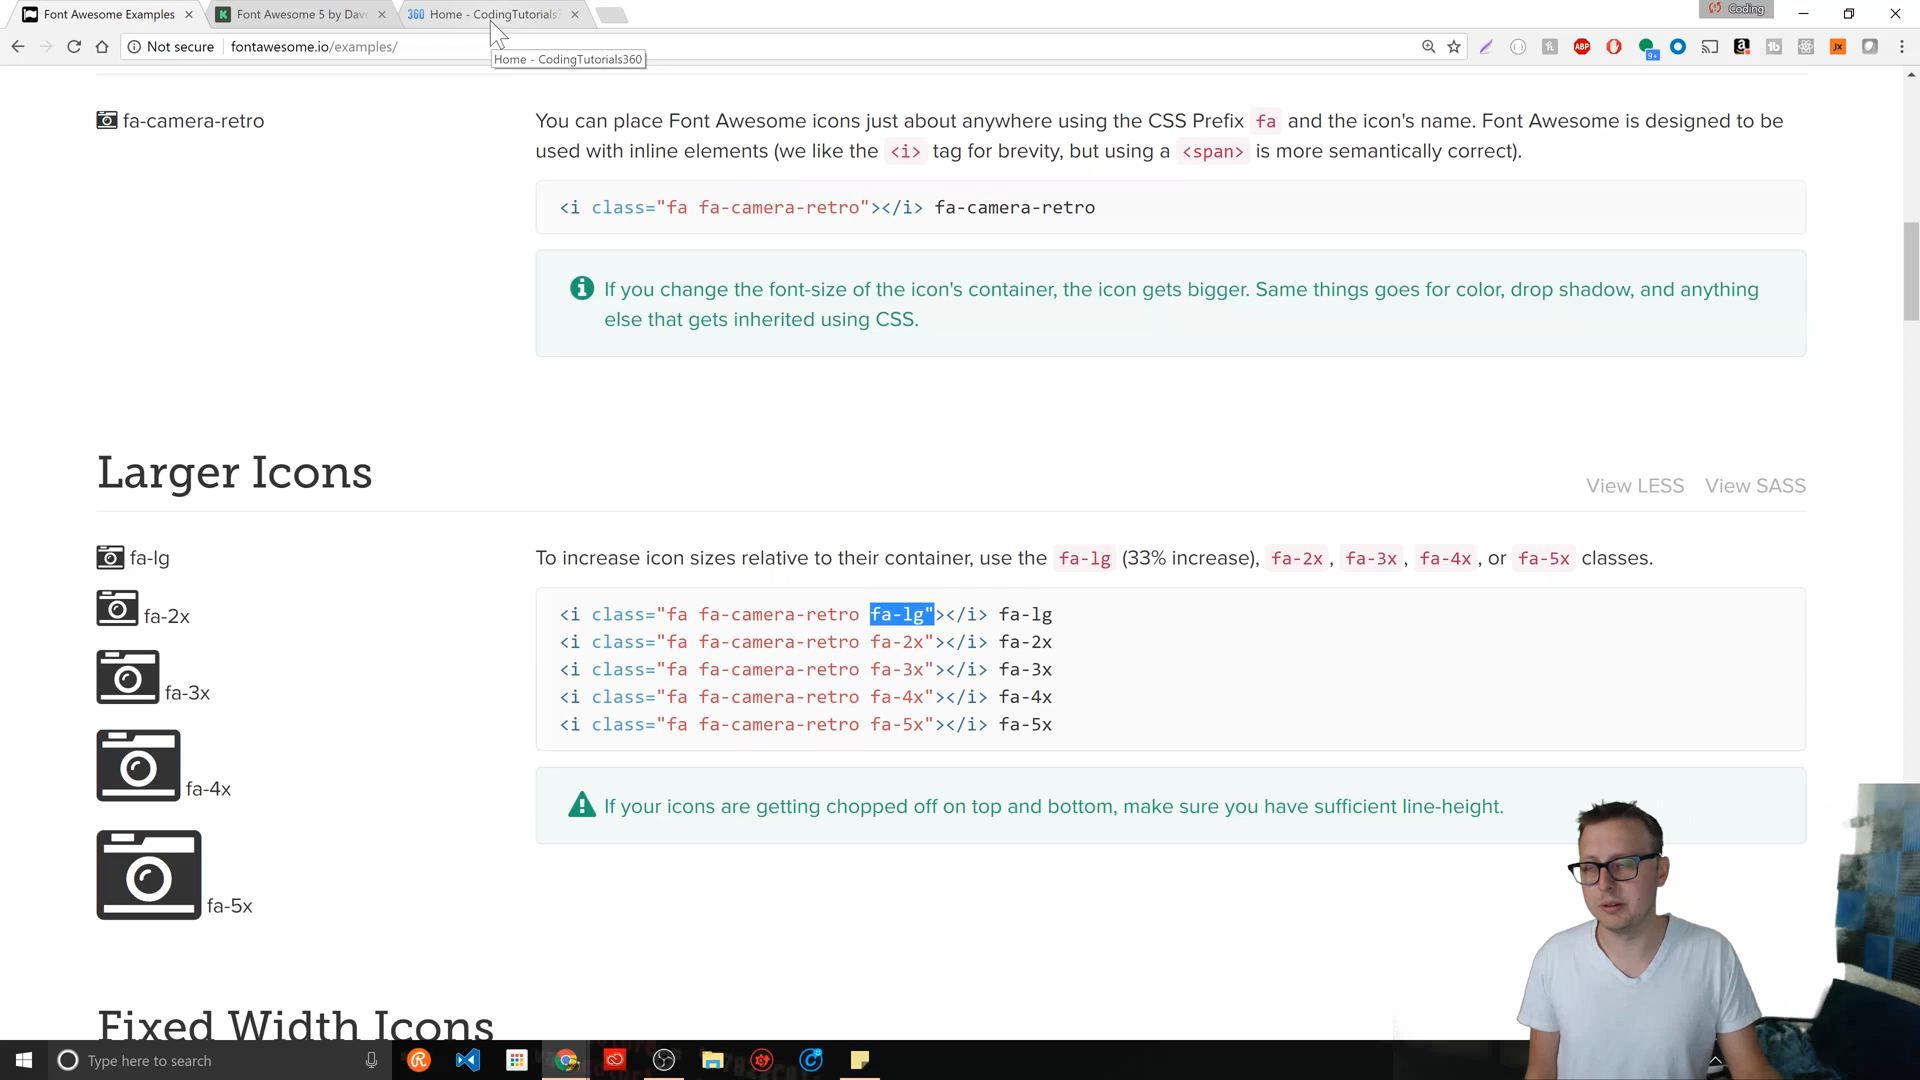 Font Awesome Examples
Font Awesome 5 by Dave
360 Home - CodingTutorials3
Coding
Not secure
fontawesome.io/examples/
ABP
9+
a
tb
jx
Home - CodingTutorials360
fa-camera-retro
You can place Font Awesome icons just about anywhere using the CSS Prefix fa and the icon's name. Font Awesome is designed to be
used with inline elements (we like the <i> tag for brevity, but using a <span> is more semantically correct).
<i class="fa fa-camera-retro"></i> fa-camera-retro
If you change the font-size of the icon's container, the icon gets bigger. Same things goes for color, drop shadow, and anything
else that gets inherited using CSS.
Larger Icons
View LESS View SASS
fa-lg
fa-2x
fa-3x
fa-4x
fa-5x
To increase icon sizes relative to their container, use the fa-lg (33% increase), fa-2x, fa-3x, fa-4x, or fa-5x classes.
<i class="fa fa-camera-retro fa-lg"></i> fa-lg
<i class="fa fa-camera-retro fa-2x"></i> fa-2x
<i class="fa fa-camera-retro fa-3x"></i> fa-3x
<i class="fa fa-camera-retro fa-4x"></i> fa-4x
<i class="fa fa-camera-retro fa-5x"></i> fa-5x
If your icons are getting chopped off on top and bottom, make sure you have sufficient line-height.
Fixed Width Icons
Type here to search